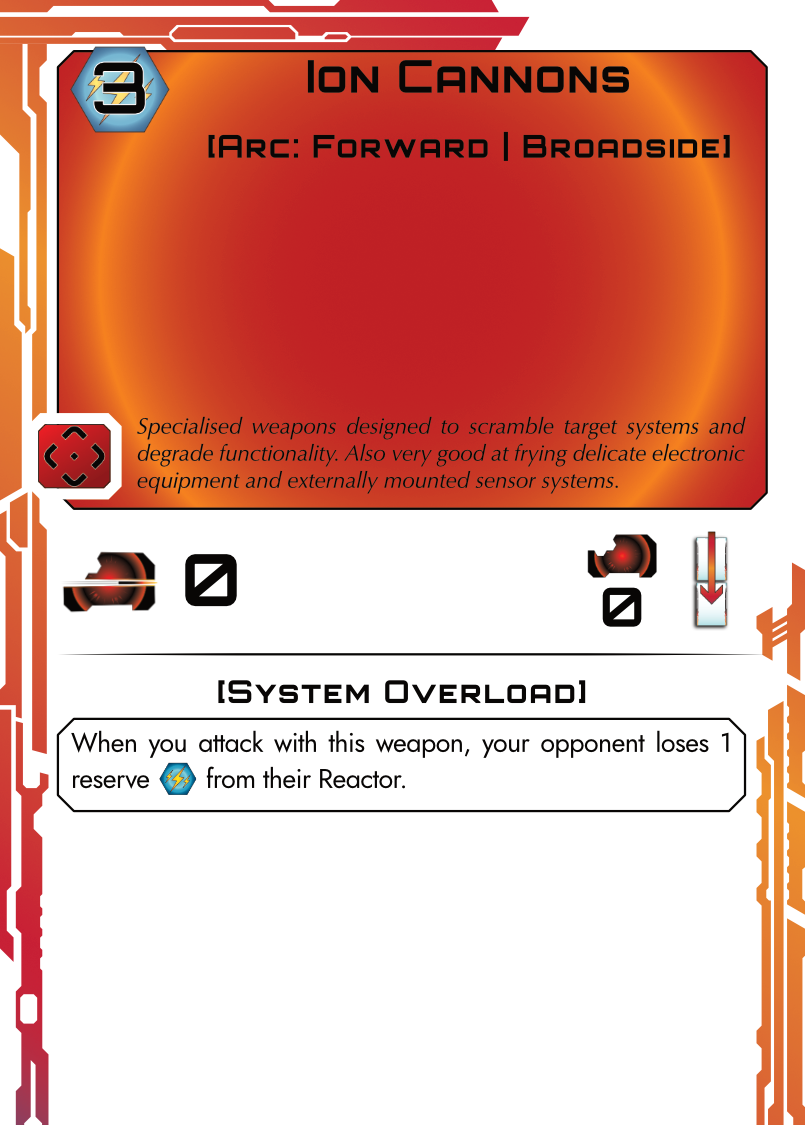 3
Ion Cannons
[Arc: Forward | Broadside]
Specialised weapons designed to scramble target systems and
degrade functionality. Also very good at frying delicate electronic
equipment and externally mounted sensor systems.
0
0
[System Overload]
When you attack with this weapon, your opponent loses 1
reserve from their Reactor.